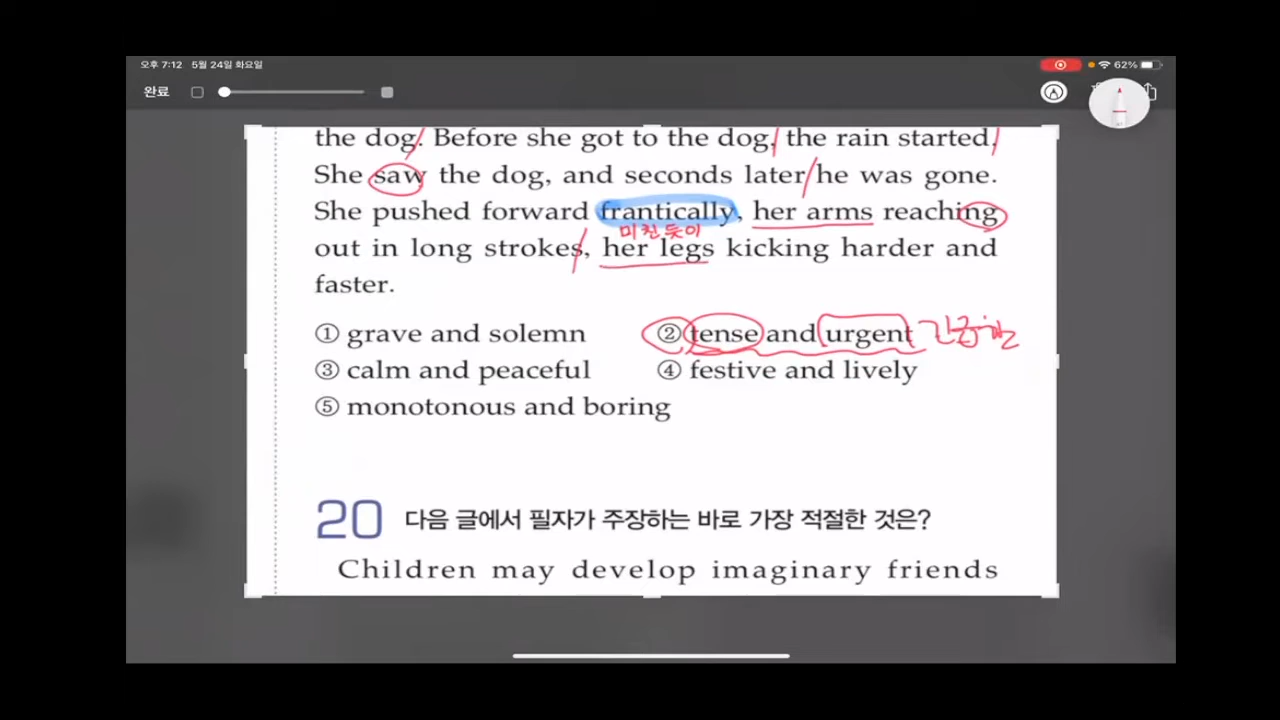 오후 7:12 5월 24일 화요일
62%
완료
the dog. Before she got to the dog, the rain started.
She saw the dog, and seconds later he was gone.
She pushed forward frantically, her arms reaching
미친듯이
out in long strokes, her legs kicking harder and
faster.
① grave and solemn ② tense and urgent 긴급한
③ calm and peaceful ④ festive and lively
⑤ monotonous and boring
20 다음 글에서 필자가 주장하는 바로 가장 적절한 것은?
Children may develop imaginary friends